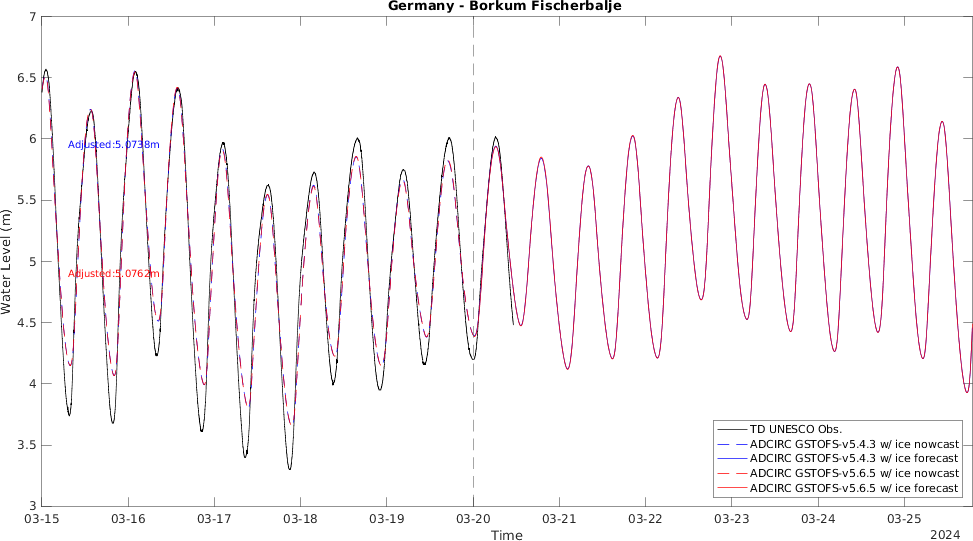 Germany - Borkum Fischerbalje
7
6.5
6
5.5
5
4.5
4
3.5
3
Water Level (m)
Adjusted:5.0738m
Adjusted:5.0762m
TD UNESCO Obs.
ADCIRC GSTOFS-v5.4.3 w/ ice nowcast
ADCIRC GSTOFS-v5.4.3 w/ ice forecast
ADCIRC GSTOFS-v5.6.5 w/ ice nowcast
ADCIRC GSTOFS-v5.6.5 w/ ice forecast
03-15 03-16 03-17 03-18 03-19 03-20 03-21 03-22 03-23 03-24 03-25
Time
2024